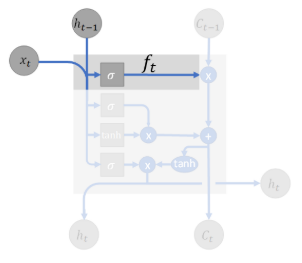 h_{t-1} C_{t-1}
x_t
σ f_t x
σ
tanh x +
σ x tanh
h_t
h_t C_t